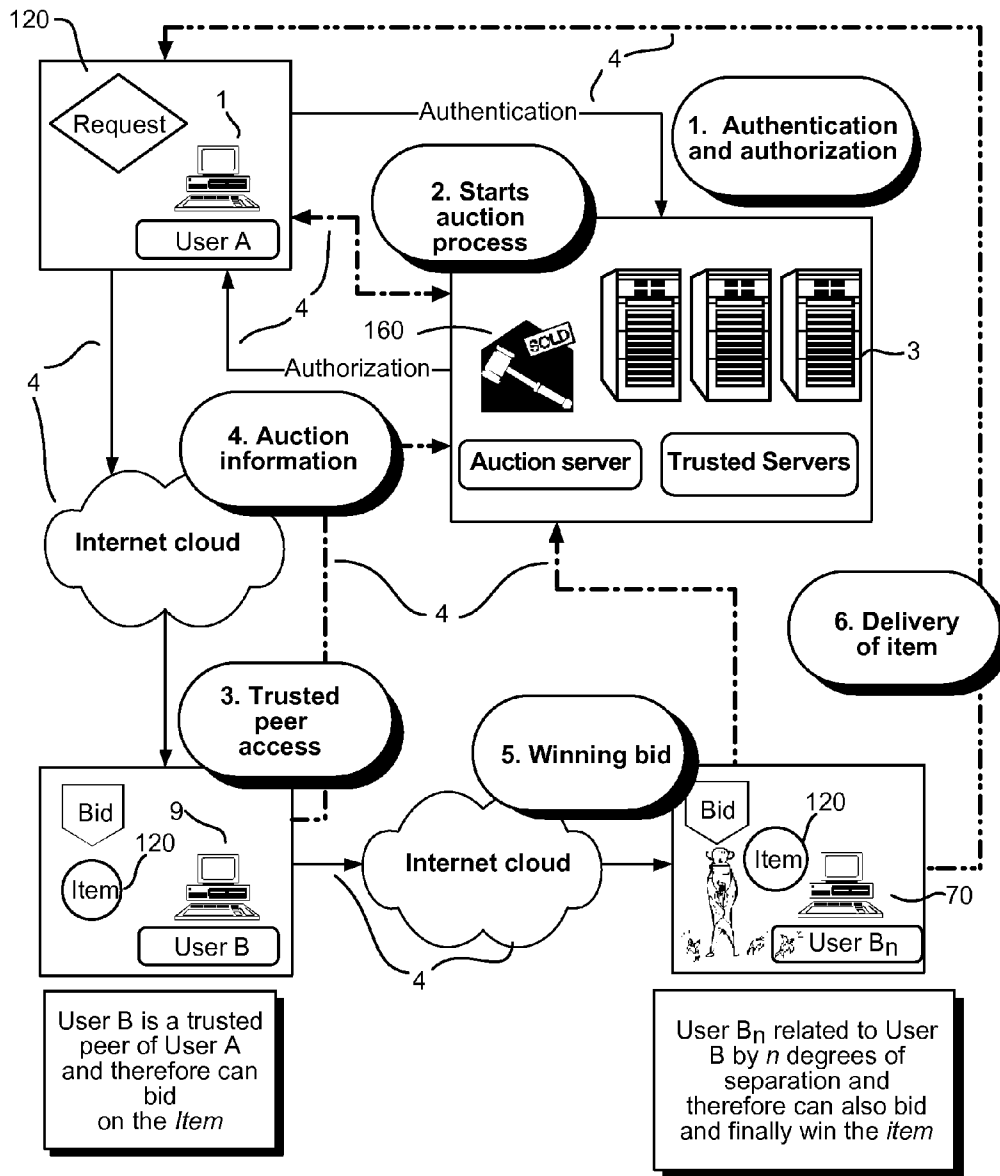 120
4
Request
1
User A
Authentication
1. Authentication
and authorization
2. Starts
auction
process
4
4
Authorization
160
SOLD
3
Auction server
Trusted Servers
4
4. Auction
information
4
Internet cloud
4
6. Delivery
of item
3. Trusted
peer
access
5. Winning bid
Bid
9
120
Item
User B
Internet cloud
4
Bid
120
Item
70
User Bn
User B is a trusted
peer of User A
and therefore can
bid
on the Item
User Bn related to User
B by n degrees of
separation and
therefore can also bid
and finally win the item